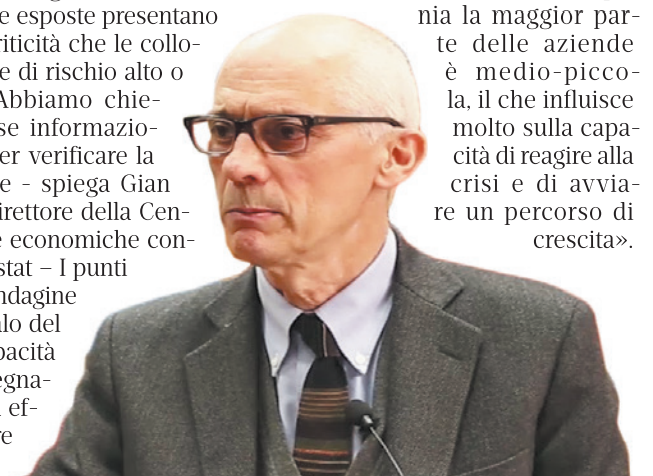 e esposte presentano
riticità che le collo-
e di rischio alto o
Abbiamo chie-
se informazio-
er verificare la
e - spiega Gian
irettore della Cen-
e economiche con-
stat – I punti
ndagine
lo del
pacità
egna-
ef-
re
nia la maggior par-
te delle aziende
è medio-picco-
la, il che influisce
molto sulla capa-
cità di reagire alla
crisi e di avvia-
re un percorso di
crescita».